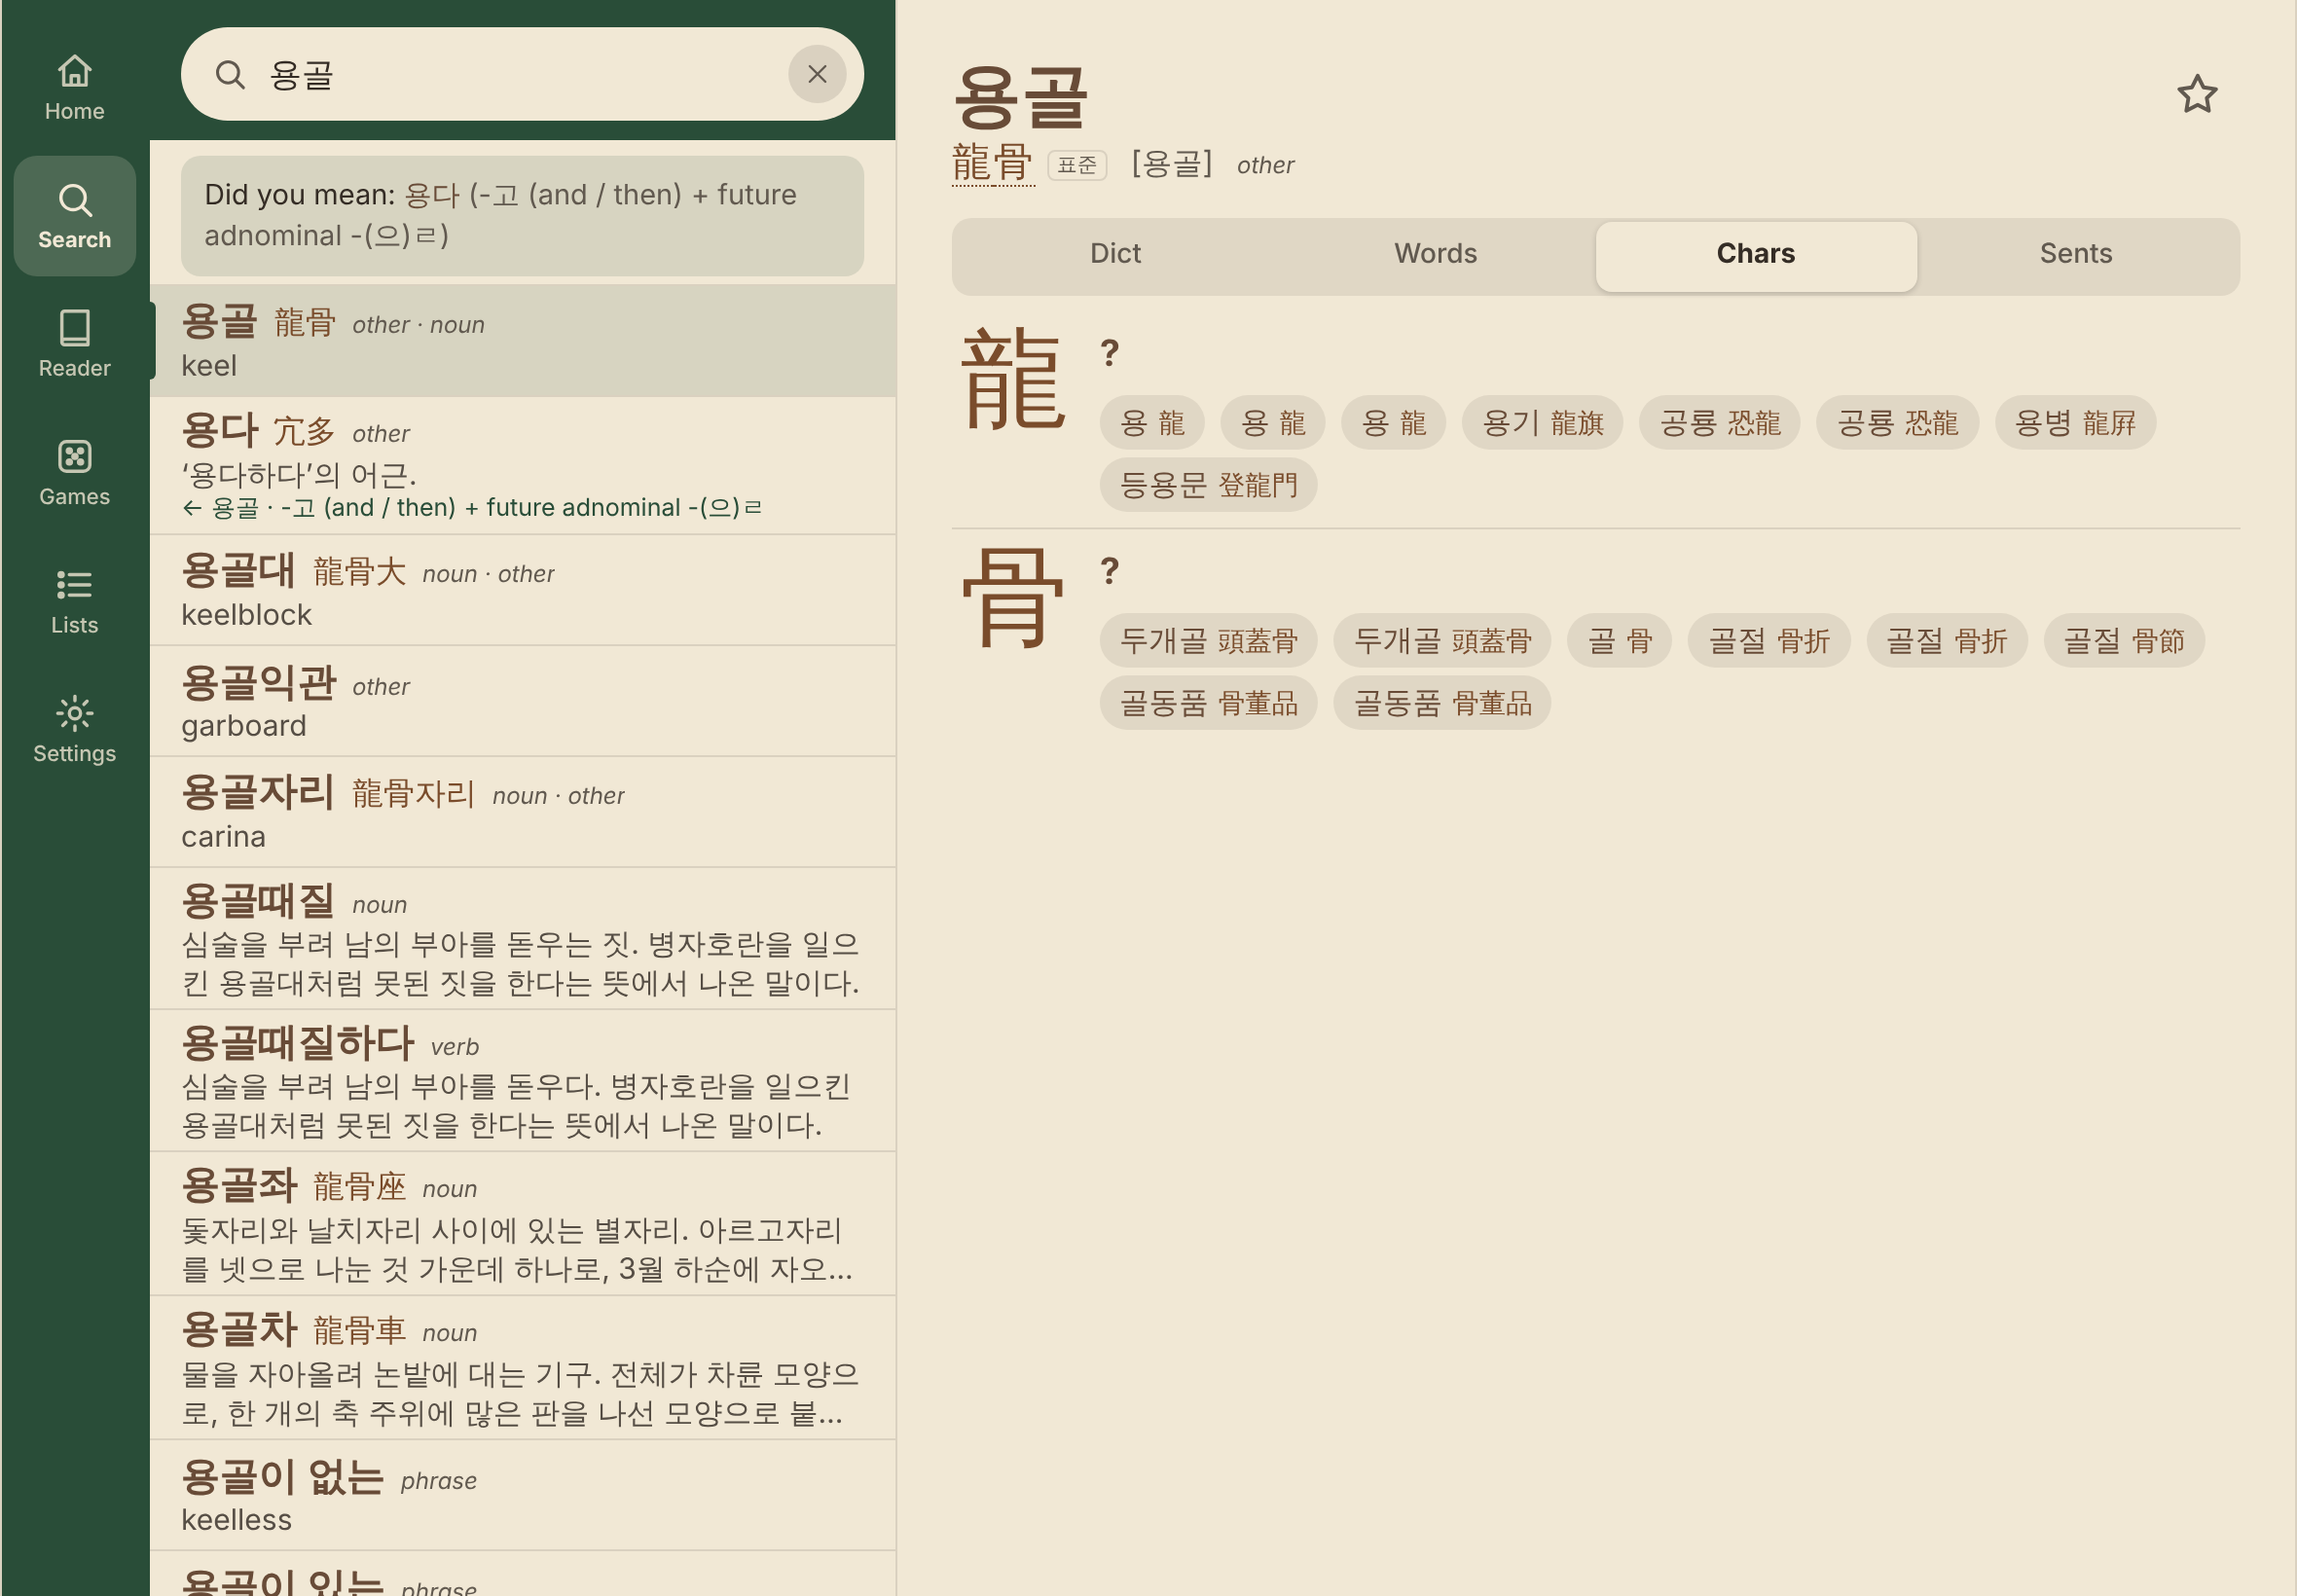 Home
Search
Reader
Games
Lists
Settings
용골
Did you mean: 용다 (-고 (and / then) + future
adnominal -(으)ㄹ)
용골 龍骨 other · noun
keel
용다 宂多 other
‘용다하다’의 어근.
← 용골 · -고 (and / then) + future adnominal -(으)ㄹ
용골대 龍骨大 noun · other
keelblock
용골익관 other
garboard
용골자리 龍骨자리 noun · other
carina
용골때질 noun
심술을 부려 남의 부아를 돋우는 짓. 병자호란을 일으
킨 용골대처럼 못된 짓을 한다는 뜻에서 나온 말이다.
용골때질하다 verb
심술을 부려 남의 부아를 돋우다. 병자호란을 일으킨
용골대처럼 못된 짓을 한다는 뜻에서 나온 말이다.
용골좌 龍骨座 noun
돛자리와 날치자리 사이에 있는 별자리. 아르고자리
를 넷으로 나눈 것 가운데 하나로, 3월 하순에 자오...
용골차 龍骨車 noun
물을 자아올려 논밭에 대는 기구. 전체가 차륜 모양으
로, 한 개의 축 주위에 많은 판을 나선 모양으로 붙...
용골이 없는 phrase
keelless
용골이 있는 phrase
용골
龍骨 표준 [용골] other
Dict Words Chars Sents
龍 ?
용 龍 용 龍 용 龍 용기 龍旗 공룡 恐龍 공룡 恐龍 용병 龍屛
등용문 登龍門
骨 ?
두개골 頭蓋骨 두개골 頭蓋骨 골 骨 골절 骨折 골절 骨折 골절 骨節
골동품 骨董品 골동품 骨董品